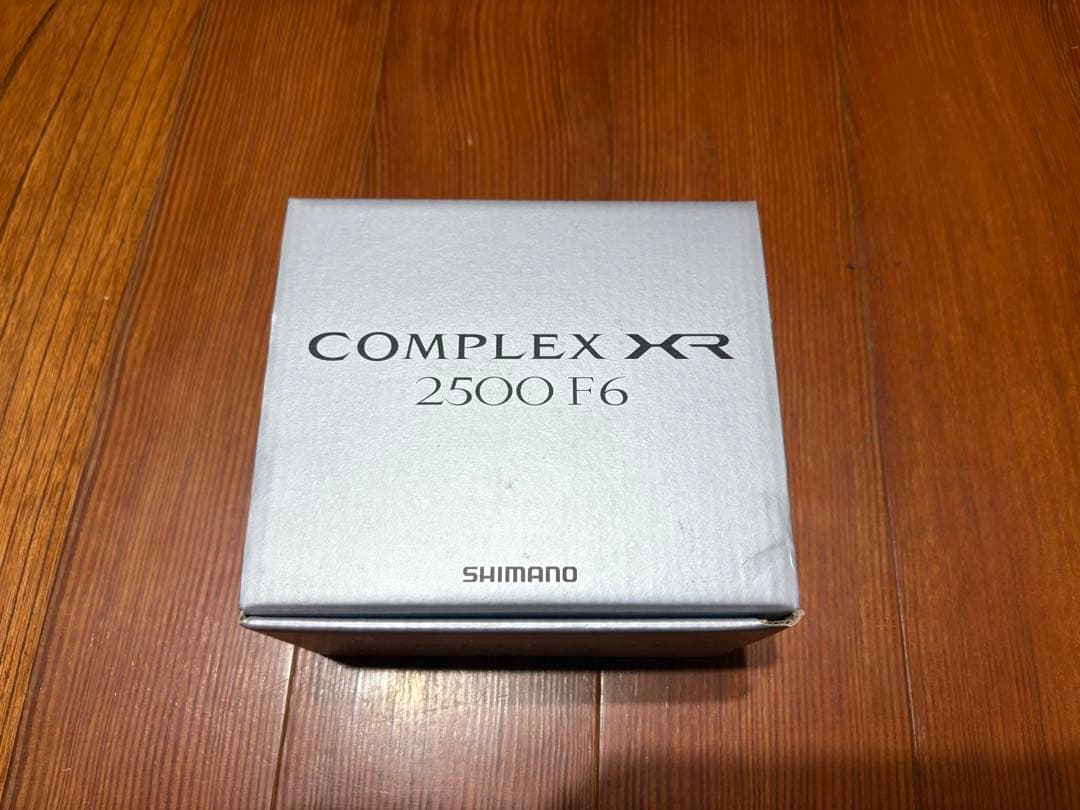 COMPLEX XR
2500 F6
SHIMANO